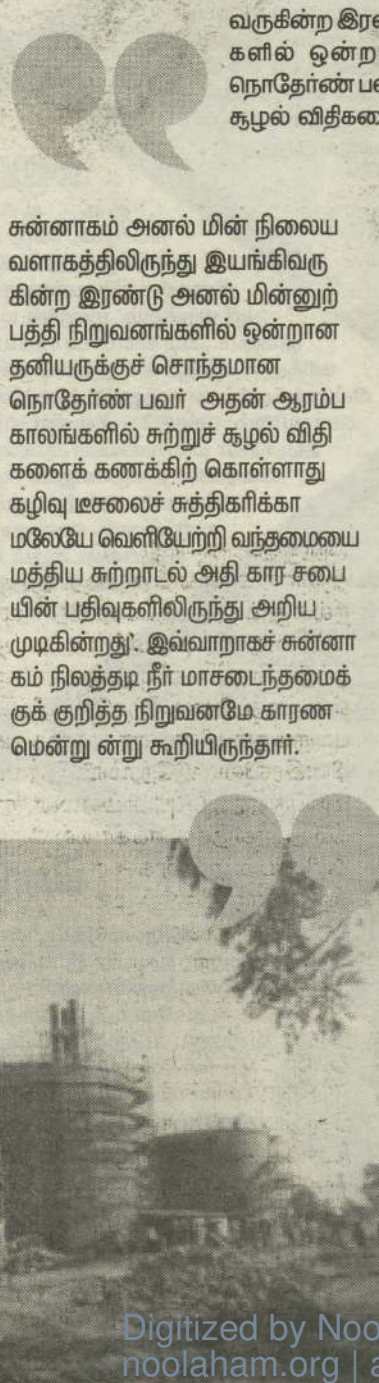 வருகின்ற
களில் ஒன்ற
நொதேர்ண்
சூழல்
சுன்னாகம் அனல் மின் நிலைய
வளாகத்திலிருந்து இயங்கிவரு
கின்ற இரண்டு அனல் மின்னுற்
பத்தி நிறுவனங்களில் ஒன்றான
தனியருக்குச் சொந்தமான
நொதேர்ண் பவர் அதன் ஆரம்ப
காலங்களில் சுற்றுச் சூழல் விதி
களைக் கணக்கிற் கொள்ளாது
கழிவு டீசலைச் சுத்திகரிக்கா
மலேயே வெளியேற்றி வந்தமையை
மத்திய சுற்றாடல் அதி கார சபை
யின் பதிவுகளிலிருந்து அறிய
முடிகின்றது'. இவ்வாறாகச் சுன்னா
கம் நிலத்தடி நீர் மாசடைந்தமைக்
குக் குறித்த நிறுவனமே காரண
மென்று ன்று கூறியிருந்தார்.
Digitized by Noo
noolaham.org | a